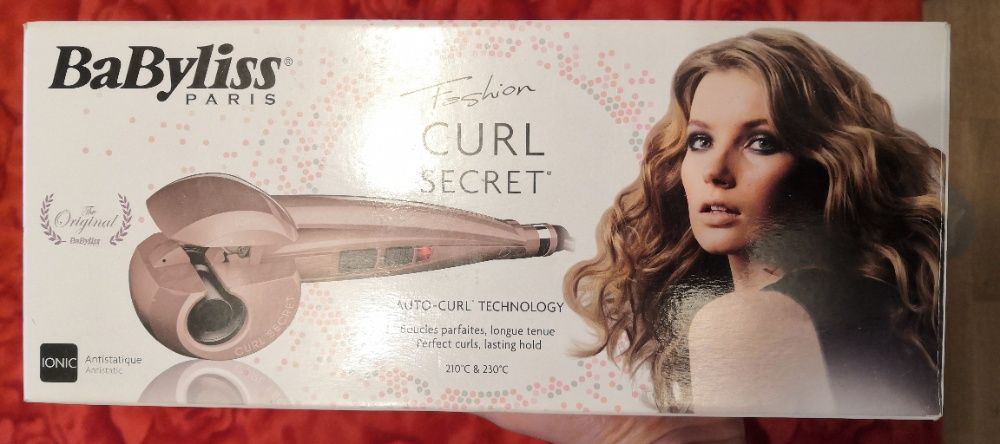 BaByliss®
PARIS
Fashion
CURL
SECRET®
The
Original
BaByliss
CURL SECRET
AUTO-CURL™ TECHNOLOGY
Boucles parfaites, longue tenue
Perfect curls, lasting hold
210°C & 230°C
IONIC
Antistatique
Antistatic